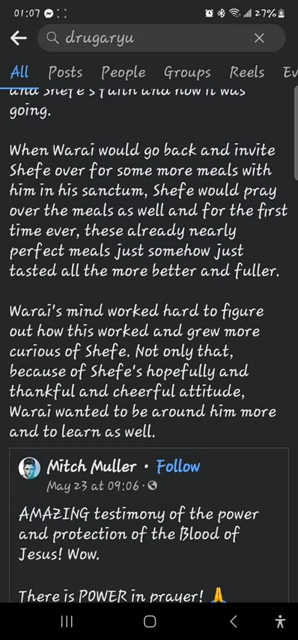 01:07
27%
drugaryu
All Posts People Groups Reels Ev
and Shefe's faith and how it was
going.
When Warai would go back and invite
Shefe over for some more meals with
him in his sanctum, Shefe would pray
over the meals as well and for the first
time ever, these already nearly
perfect meals just somehow just
tasted all the more better and fuller.
Warai's mind worked hard to figure
out how this worked and grew more
curious of Shefe. Not only that,
because of Shefe's hopefully and
thankful and cheerful attitude,
Warai wanted to be around him more
and to learn as well.
Mitch Muller • Follow
May 23 at 09:06 •
AMAZING testimony of the power
and protection of the Blood of
Jesus! Wow.
There is POWER in prayer! 🙏